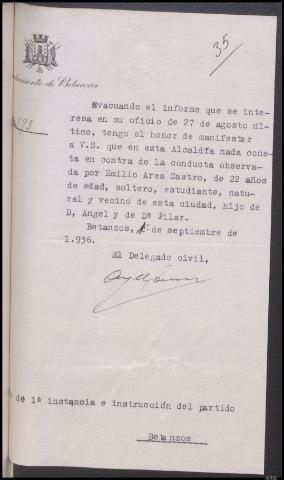 35
Ayuntamiento de Betanzos
Evacuando el informe que se inte-
resa en su oficio de 27 de agosto úl-
timo, tengo el honor de manifestar
a V.S. que en esta Alcaldía nada cons-
ta en contra de la conducta observa-
da por Emilio Ares Castro, de 22 años
de edad, soltero, estudiante, natu-
ral y vecino de esta ciudad, hijo de
D, Angel y de Dª Pilar.
Betanzos, 1º de septiembre de
1.936.
El Delegado civil,
de 1ª instancia e instrucción del partido
Betanzos